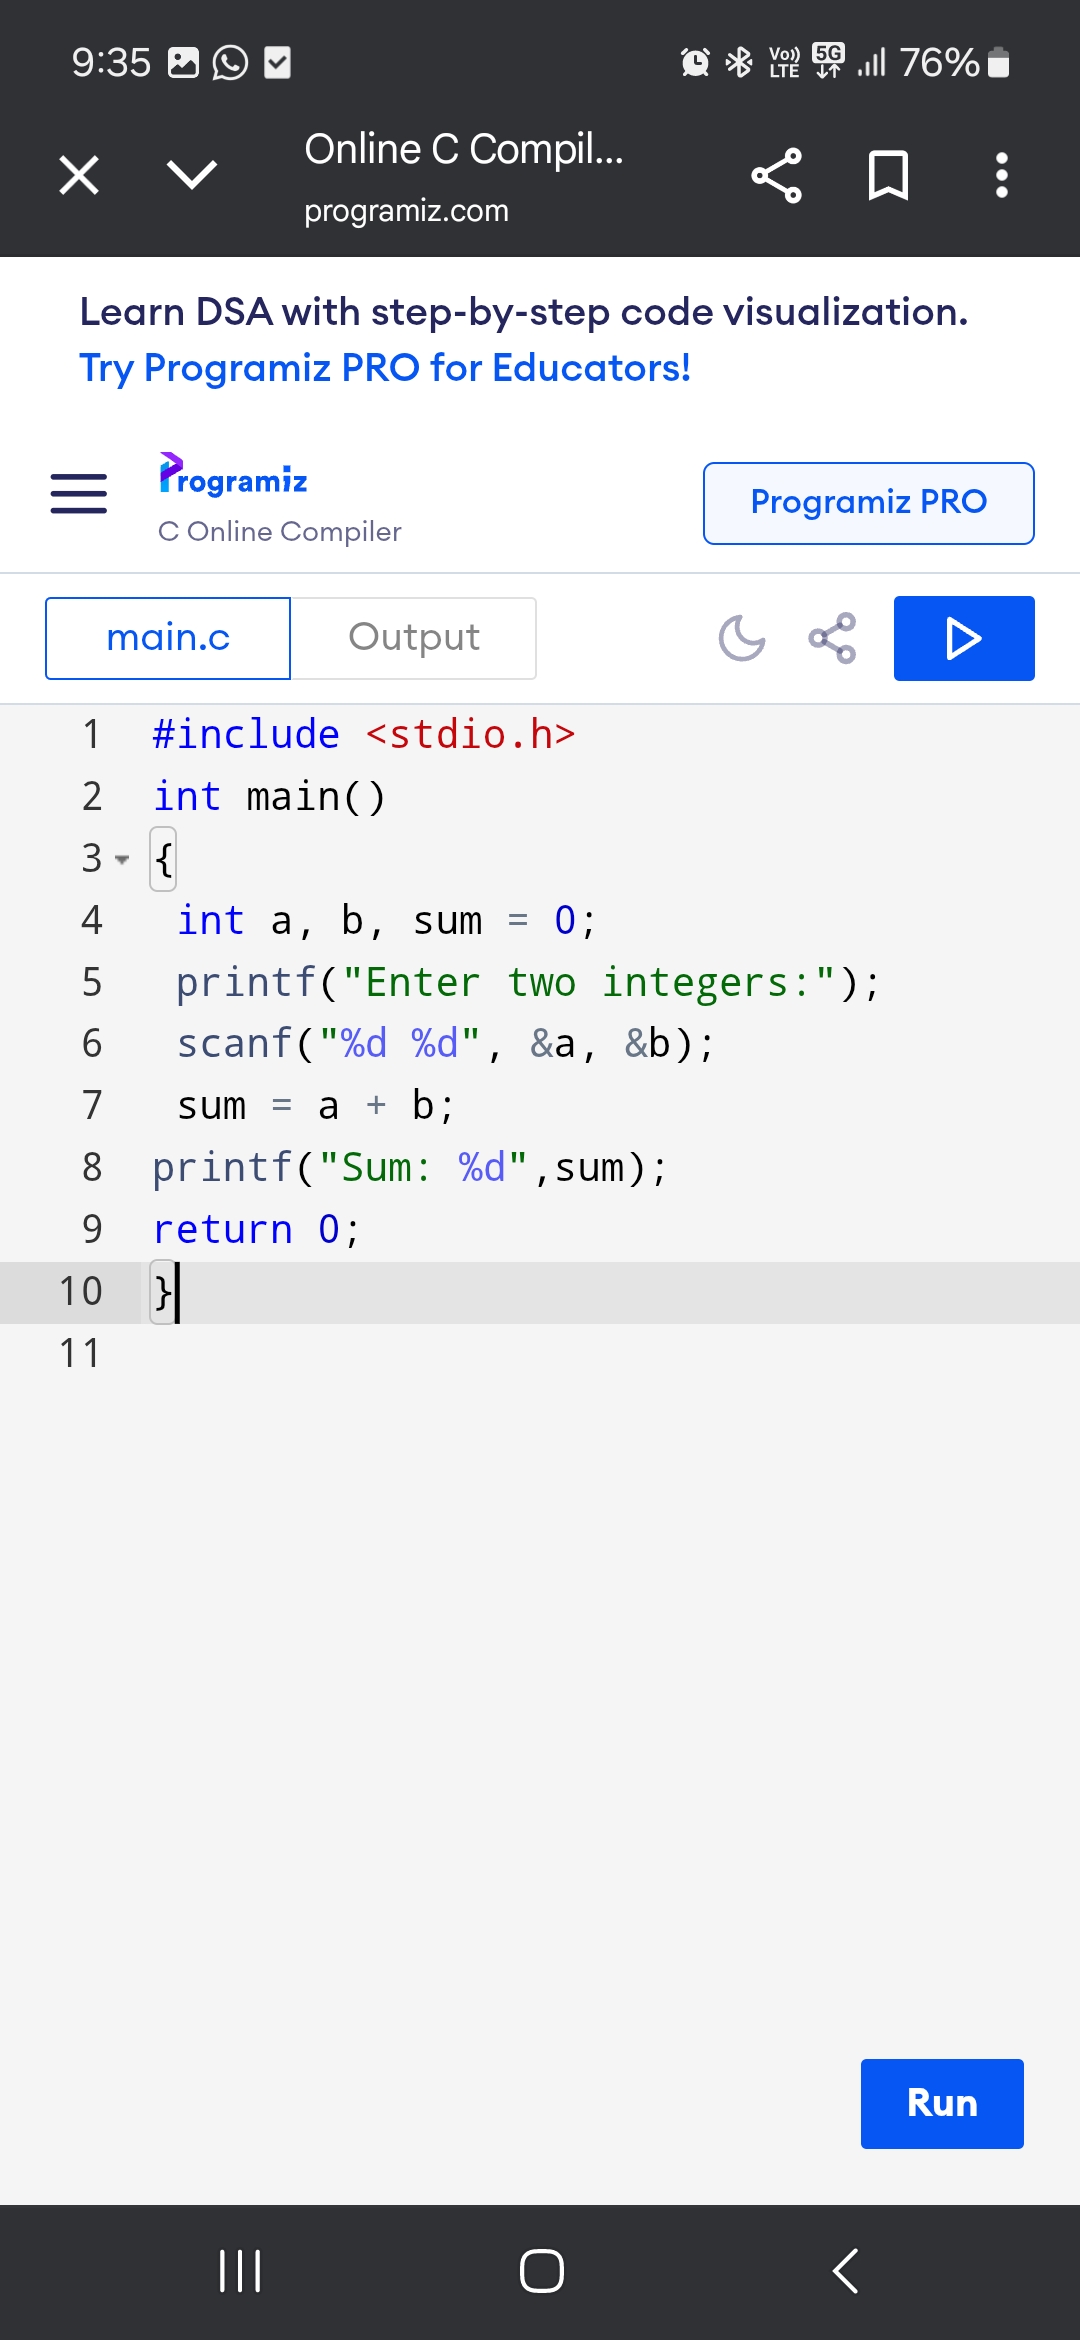 9:35 Vo)) LTE 5G 76%
Online C Compil...
programiz.com
Learn DSA with step-by-step code visualization.
Try Programiz PRO for Educators!
Programiz
C Online Compiler
Programiz PRO
main.c Output
1 #include <stdio.h>
2 int main()
3 {
4 int a, b, sum = 0;
5 printf("Enter two integers:");
6 scanf("%d %d", &a, &b);
7 sum = a + b;
8 printf("Sum: %d",sum);
9 return 0;
10 }
11
Run